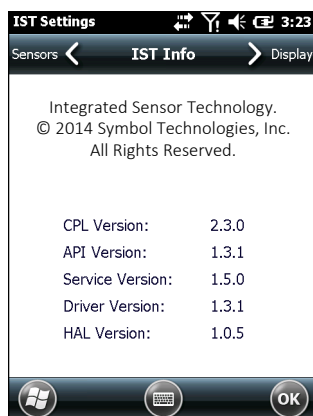 IST Settings 3:23
Sensors IST Info Display
Integrated Sensor Technology.
© 2014 Symbol Technologies, Inc.
All Rights Reserved.
CPL Version: 2.3.0
API Version: 1.3.1
Service Version: 1.5.0
Driver Version: 1.3.1
HAL Version: 1.0.5
OK